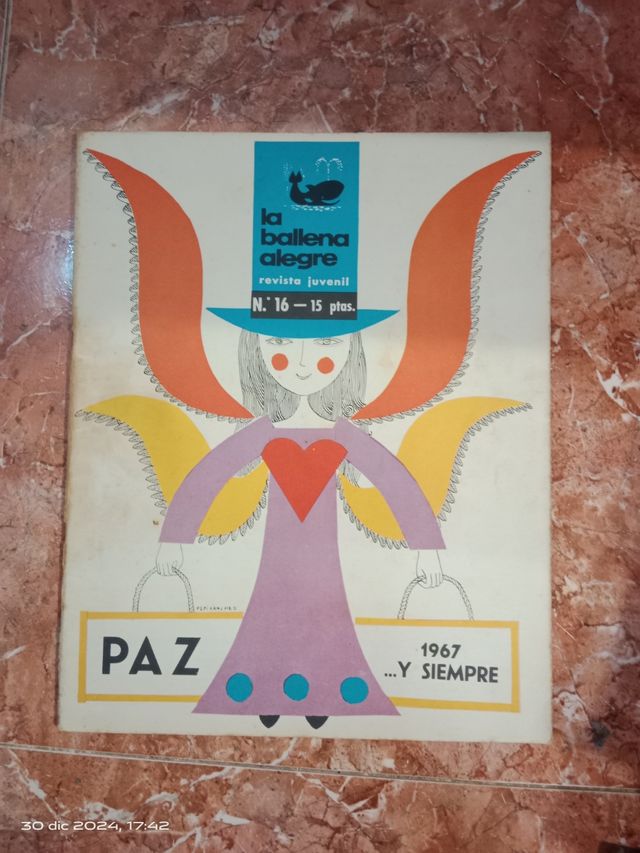 la
ballena
alegre
revista juvenil
N.° 16 — 15 ptas.
PAZ
1967
...Y SIEMPRE
30 dic 2024, 17:42